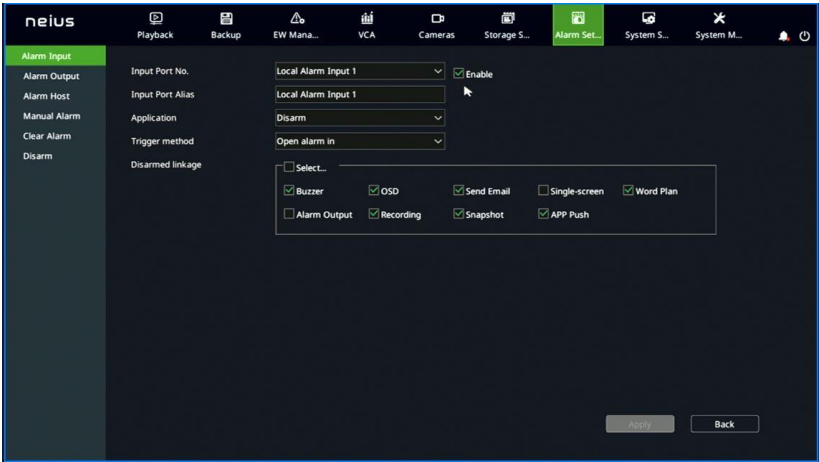 neius
Playback Backup EW Mana... VCA Cameras Storage S... Alarm Set... System S... System M...
Alarm Input
Alarm Output
Alarm Host
Manual Alarm
Clear Alarm
Disarm
Input Port No. Local Alarm Input 1 Enable
Input Port Alias Local Alarm Input 1
Application Disarm
Trigger method Open alarm in
Disarmed linkage
Select...
Buzzer OSD Send Email Single-screen Word Plan
Alarm Output Recording Snapshot APP Push
Apply Back